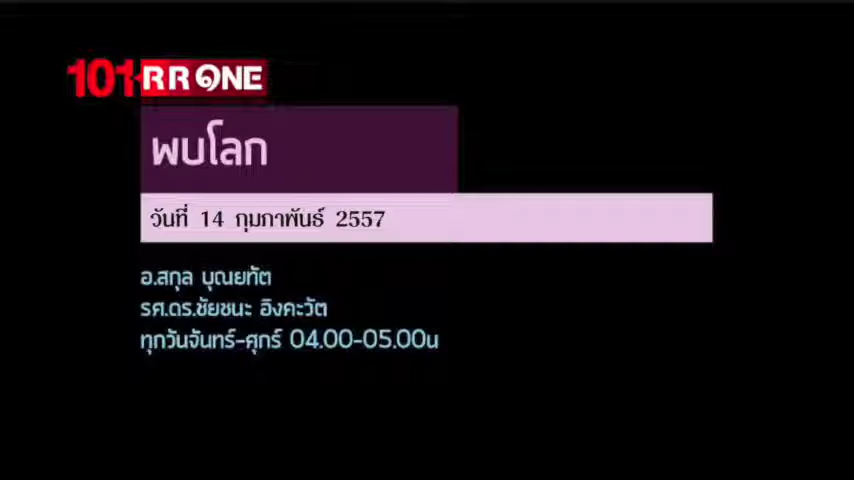 101 RR ONE
พบโลก
วันที่ 14 กุมภาพันธ์ 2557
อ.สกุล บุณยทัต
รศ.ดร.ชัยชนะ อิงคะวัต
ทุกวันจันทร์-ศุกร์ 04.00-05.00น